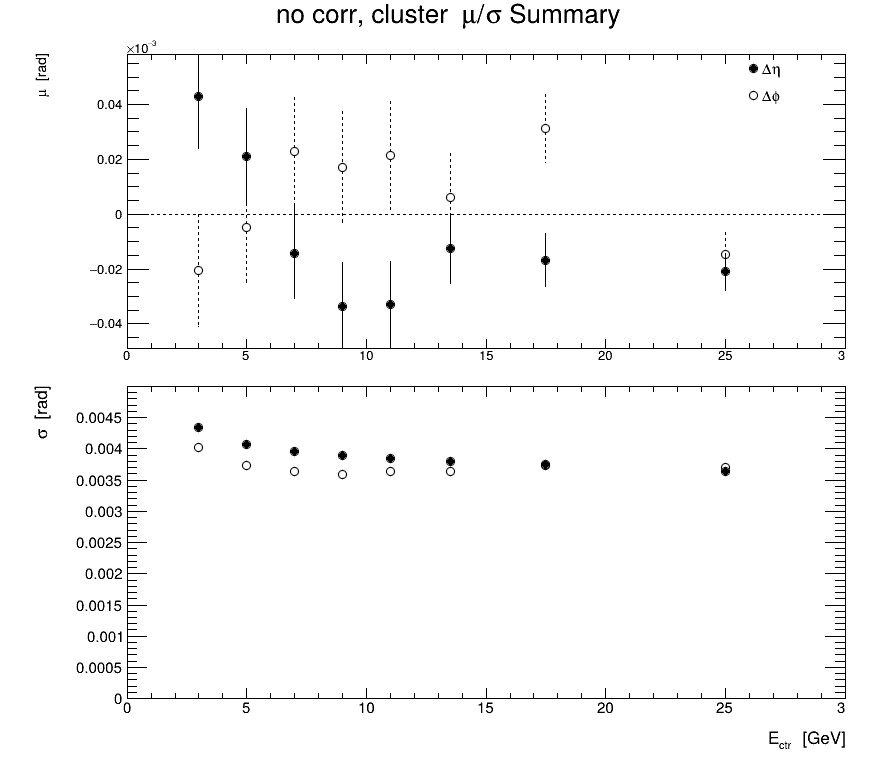 no corr, cluster μ/σ Summary
×10⁻³
μ [rad]
Δη
Δϕ
0.04
0.02
0
−0.02
−0.04
0 5 10 15 20 25 3
σ [rad]
0.0045
0.004
0.0035
0.003
0.0025
0.002
0.0015
0.001
0.0005
0
0 5 10 15 20 25 3
E_ctr [GeV]